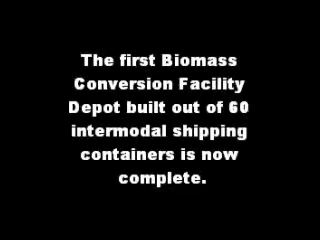 The first Biomass
Conversion Facility
Depot built out of 60
intermodal shipping
containers is now
complete.